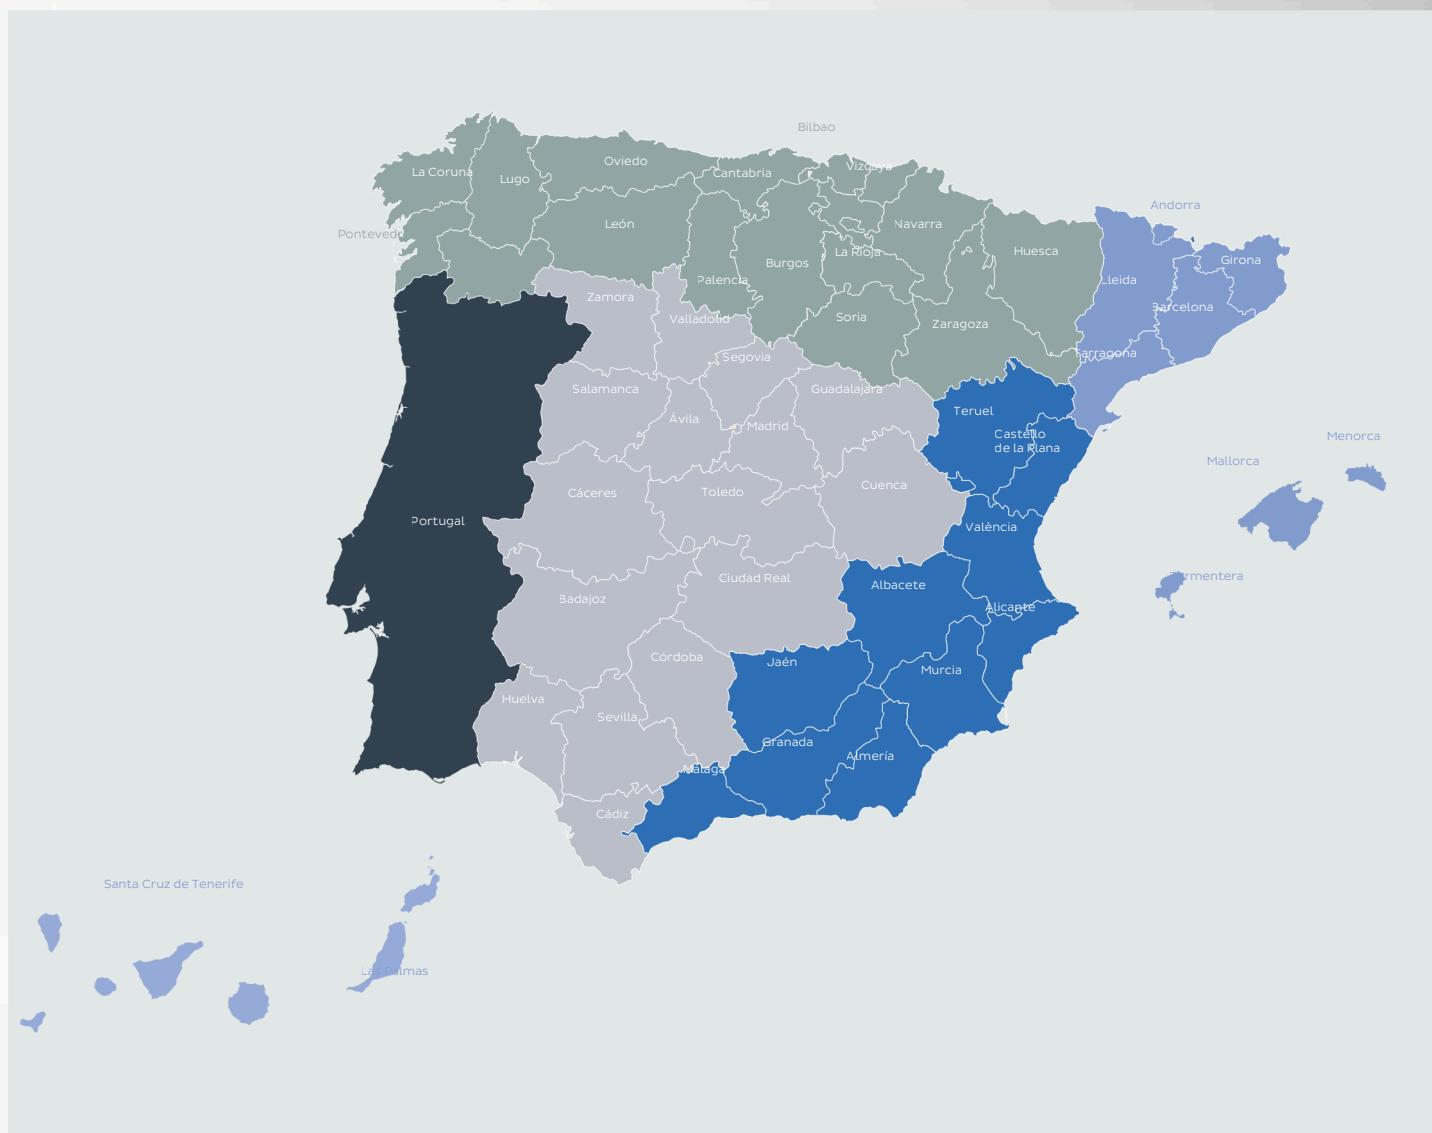 Bilbao
La Coruna
Lugo
Oviedo
Cantabria
Vizcaya
Andorra
Pontevedr
León
Navarra
La Rioja
Huesca
Burgos
Palencia
Lleida
Girona
Barcelona
Zamora
Valladolid
Soria
Zaragoza
Tarragona
Segovia
Salamanca
Guadalajara
Ávila
Madrid
Teruel
Castello
de la Plana
Menorca
Mallorca
Cáceres
Toledo
Cuenca
Portugal
València
Badajoz
Ciudad Real
Albacete
Alicante
Formentera
Córdoba
Jaén
Murcia
Huelva
Sevilla
Granada
Almería
Málaga
Cádiz
Santa Cruz de Tenerife
Las Palmas